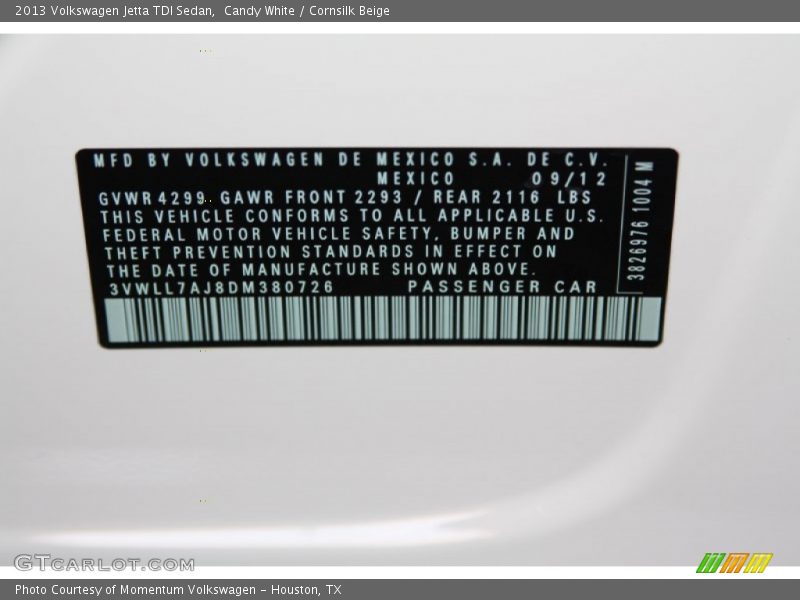 2013 Volkswagen Jetta TDI Sedan,  Candy White / Cornsilk Beige
MFD BY VOLKSWAGEN DE MEXICO S.A. DE C.V.
MEXICO 09/12
GVWR 4299 GAWR FRONT 2293 / REAR 2116 LBS
THIS VEHICLE CONFORMS TO ALL APPLICABLE U.S.
FEDERAL MOTOR VEHICLE SAFETY, BUMPER AND
THEFT PREVENTION STANDARDS IN EFFECT ON
THE DATE OF MANUFACTURE SHOWN ABOVE.
3VWLL7AJ8DM380726 PASSENGER CAR
3826976 1004 M
GTCARLOT.COM
Photo Courtesy of Momentum Volkswagen - Houston, TX